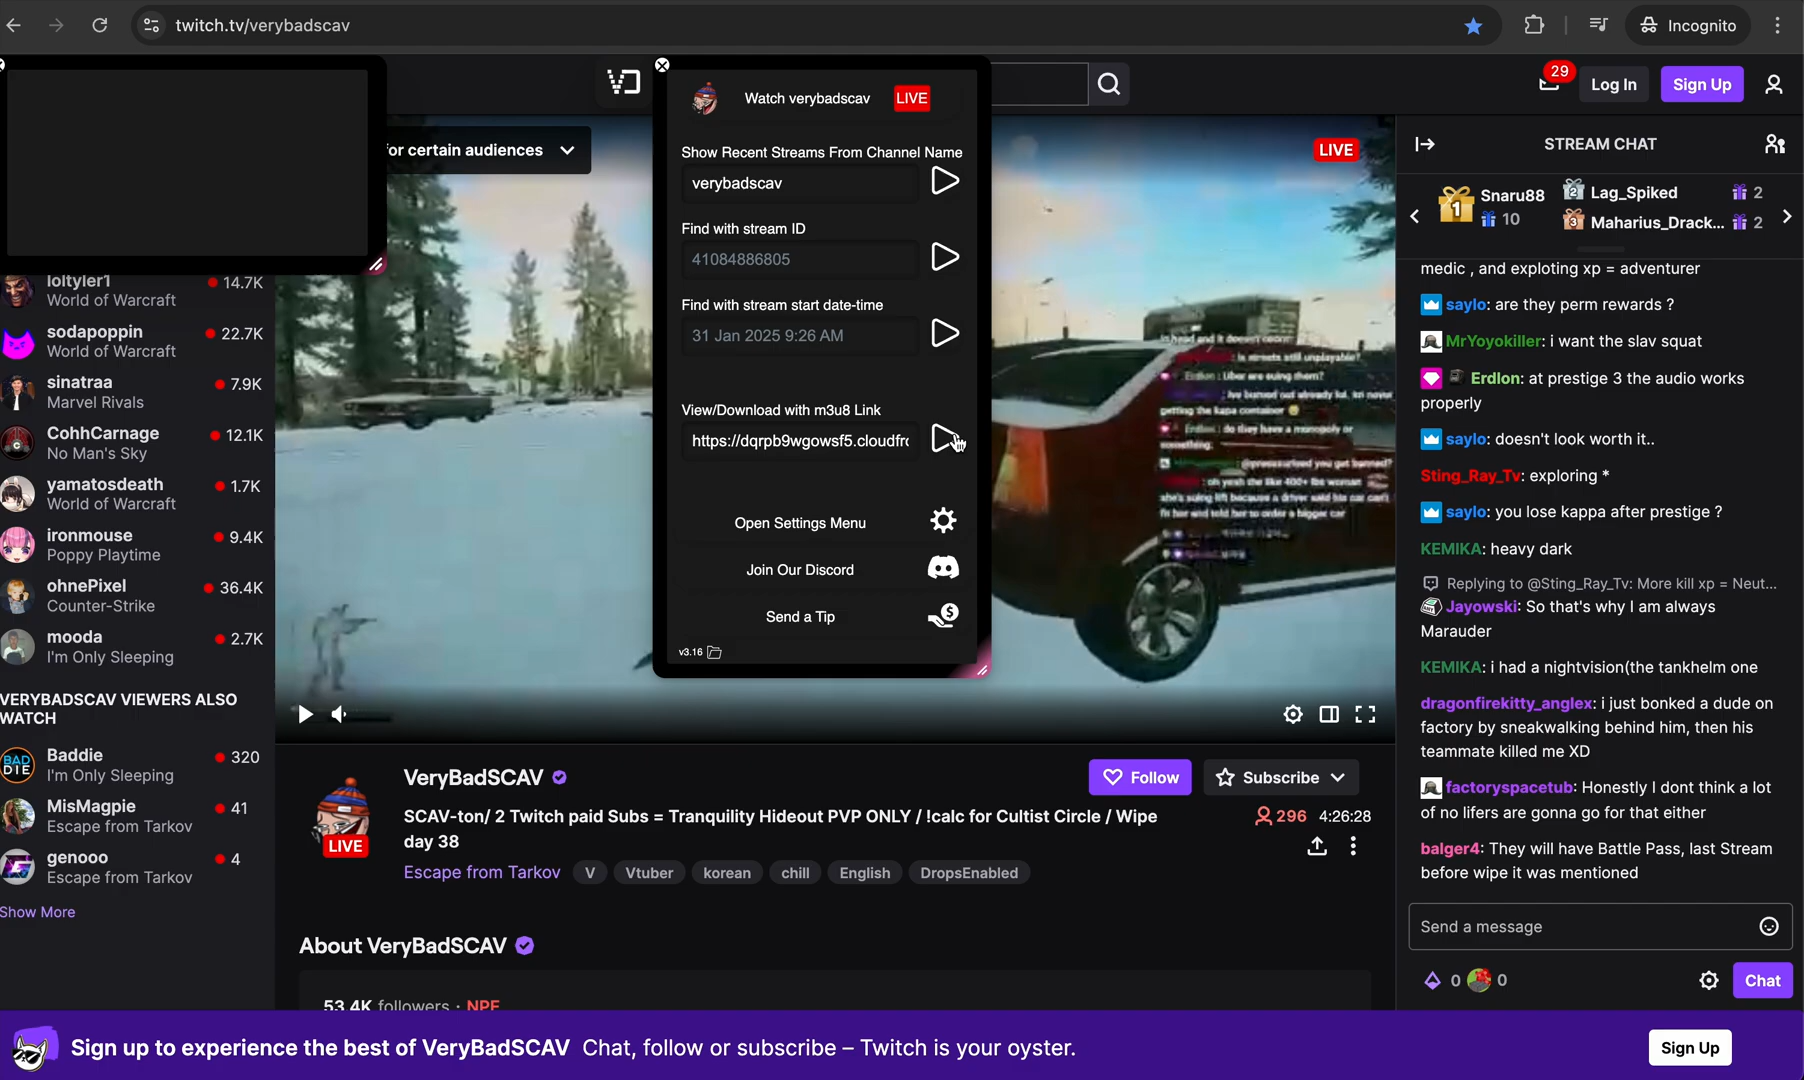 twitch.tv/verybadscav
Incognito
29
Log In
Sign Up
Watch verybadscav
LIVE
Show Recent Streams From Channel Name
verybadscav
Find with stream ID
41084886805
Find with stream start date-time
31 Jan 2025 9:26 AM
View/Download with m3u8 Link
https://dqrpb9wgowsf5.cloudfr
Open Settings Menu
Join Our Discord
Send a Tip
v3.16
for certain audiences
LIVE
loltyler1
14.7K
World of Warcraft
sodapoppin
22.7K
World of Warcraft
sinatraa
7.9K
Marvel Rivals
CohhCarnage
12.1K
No Man's Sky
yamatosdeath
1.7K
World of Warcraft
ironmouse
9.4K
Poppy Playtime
ohnePixel
36.4K
Counter-Strike
mooda
2.7K
I'm Only Sleeping
VERYBADSCAV VIEWERS ALSO
WATCH
BAD
DIE
Baddie
320
I'm Only Sleeping
MisMagpie
41
Escape from Tarkov
genooo
4
Escape from Tarkov
Show More
VeryBadSCAV
Follow
Subscribe
SCAV-ton/ 2 Twitch paid Subs = Tranquility Hideout PVP ONLY / !calc for Cultist Circle / Wipe
day 38
296
4:26:28
LIVE
Escape from Tarkov
V
Vtuber
korean
chill
English
DropsEnabled
About VeryBadSCAV
53.4K followers · NPF
STREAM CHAT
1
Snaru88
10
2
Lag_Spiked
2
3
Maharius_Drack...
2
medic , and exploting xp = adventurer
saylo: are they perm rewards ?
MrYoyokiller: i want the slav squat
Erdlon: at prestige 3 the audio works
properly
saylo: doesn't look worth it..
Sting_Ray_Tv: exploring *
saylo: you lose kappa after prestige ?
KEMIKA: heavy dark
Replying to @Sting_Ray_Tv: More kill xp = Neut...
Jayowski: So that's why I am always
Marauder
KEMIKA: i had a nightvision(the tankhelm one
dragonfirekitty_anglex: i just bonked a dude on
factory by sneakwalking behind him, then his
teammate killed me XD
factoryspacetub: Honestly I dont think a lot
of no lifers are gonna go for that either
balger4: They will have Battle Pass, last Stream
before wipe it was mentioned
Send a message
0
0
Chat
Sign up to experience the best of VeryBadSCAV Chat, follow or subscribe – Twitch is your oyster.
Sign Up